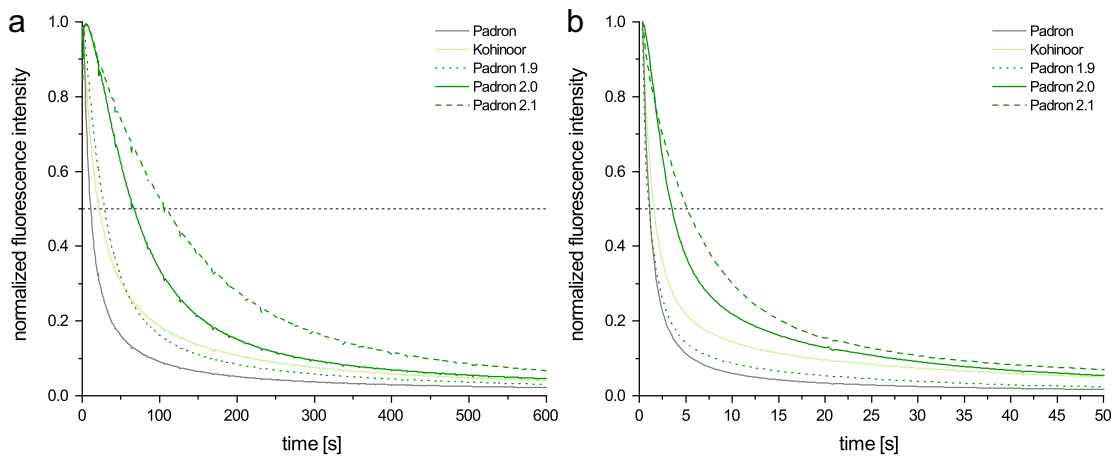 a
normalized fluorescence intensity
1.0
0.8
0.6
0.4
0.2
0.0
0 100 200 300 400 500 600
time [s]
Padron
Kohinoor
Padron 1.9
Padron 2.0
Padron 2.1
b
normalized fluorescence intensity
1.0
0.8
0.6
0.4
0.2
0.0
0 5 10 15 20 25 30 35 40 45 50
time [s]
Padron
Kohinoor
Padron 1.9
Padron 2.0
Padron 2.1